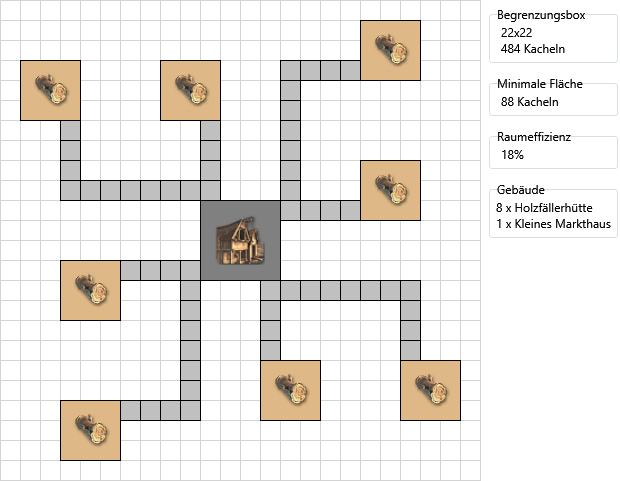 Begrenzungsbox
22x22
484 Kacheln
Minimale Fläche
88 Kacheln
Raumeffizienz
18%
Gebäude
8 x Holzfällerhütte
1 x Kleines Markthaus